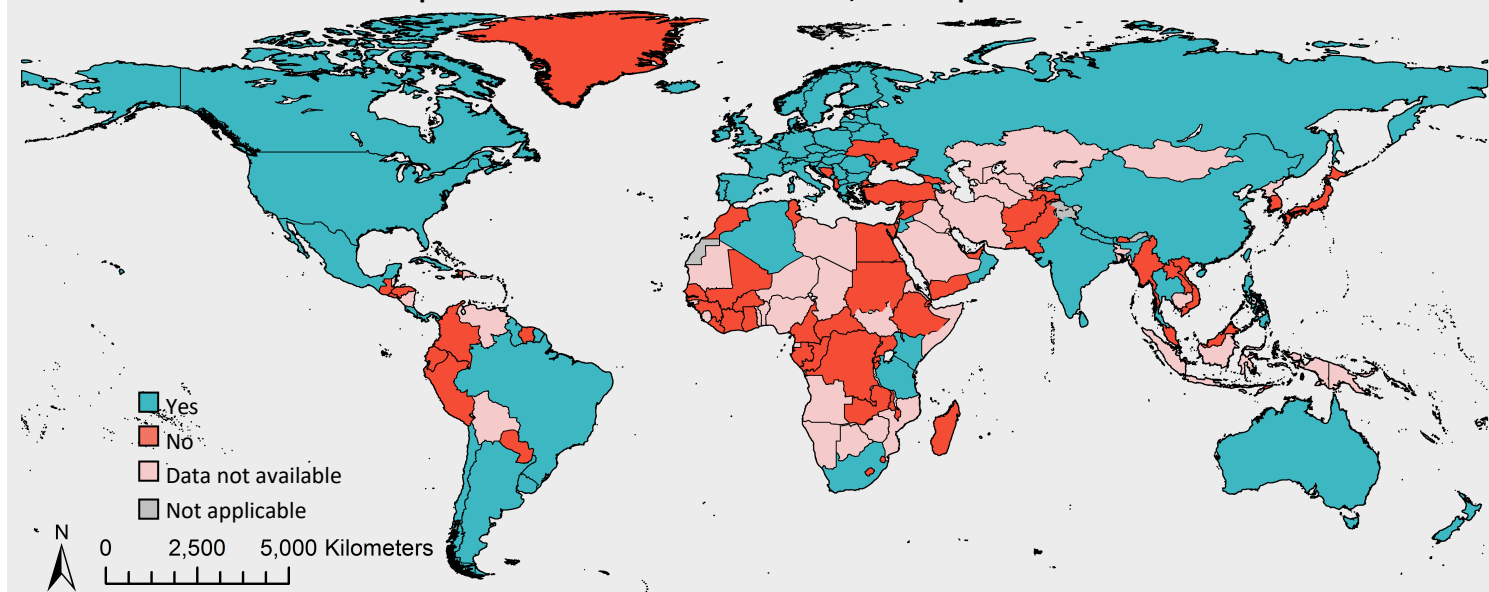 Yes
No
Data not available
Not applicable
N
0 2,500 5,000 Kilometers